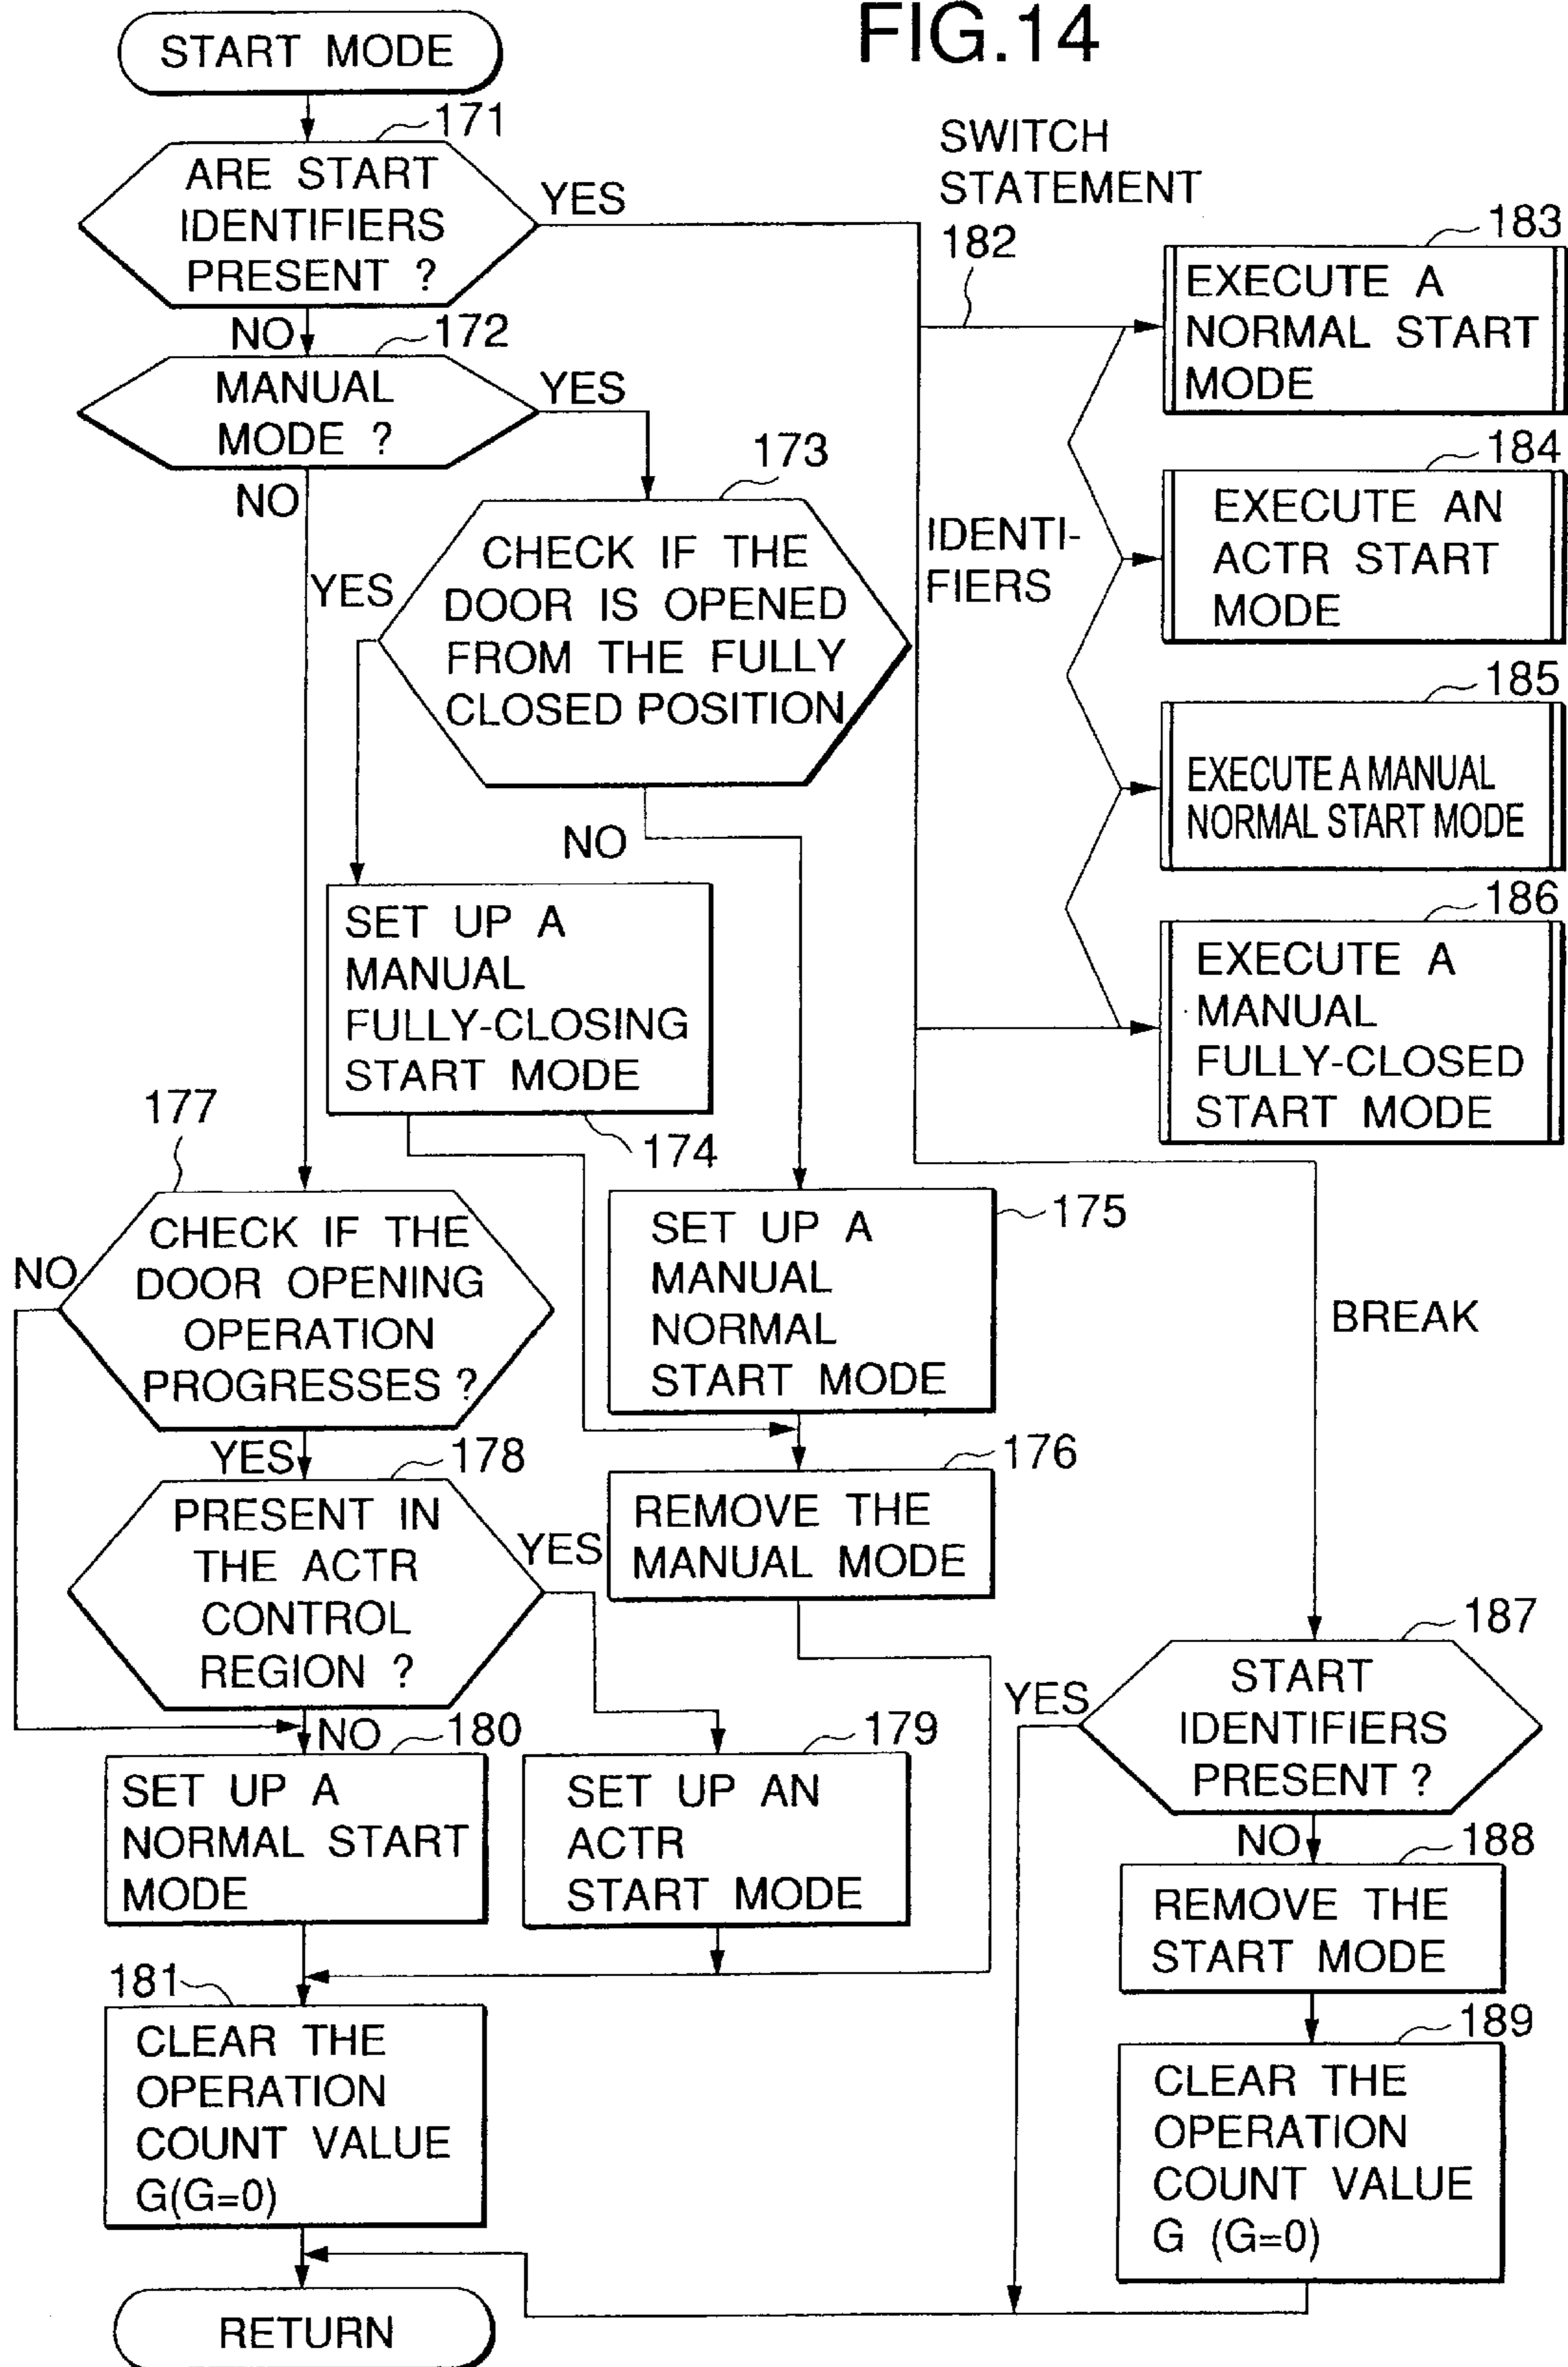 FIG.14
START MODE
171
ARE START
IDENTIFIERS
PRESENT ?
YES
NO
172
MANUAL
MODE ?
YES
NO
173
CHECK IF THE
DOOR IS OPENED
FROM THE FULLY
CLOSED POSITION
YES
NO
SET UP A
MANUAL
FULLY-CLOSING
START MODE
174
SET UP A
MANUAL
NORMAL
START MODE
175
REMOVE THE
MANUAL MODE
176
177
CHECK IF THE
DOOR OPENING
OPERATION
PROGRESSES ?
NO
YES
178
PRESENT IN
THE ACTR
CONTROL
REGION ?
YES
NO
179
SET UP AN
ACTR
START MODE
180
SET UP A
NORMAL START
MODE
181
CLEAR THE
OPERATION
COUNT VALUE
G(G=0)
RETURN
SWITCH
STATEMENT
182
IDENTI-
FIERS
183
EXECUTE A
NORMAL START
MODE
184
EXECUTE AN
ACTR START
MODE
185
EXECUTE A MANUAL
NORMAL START MODE
186
EXECUTE A
MANUAL
FULLY-CLOSED
START MODE
BREAK
187
START
IDENTIFIERS
PRESENT ?
YES
NO
188
REMOVE THE
START MODE
189
CLEAR THE
OPERATION
COUNT VALUE
G (G=0)